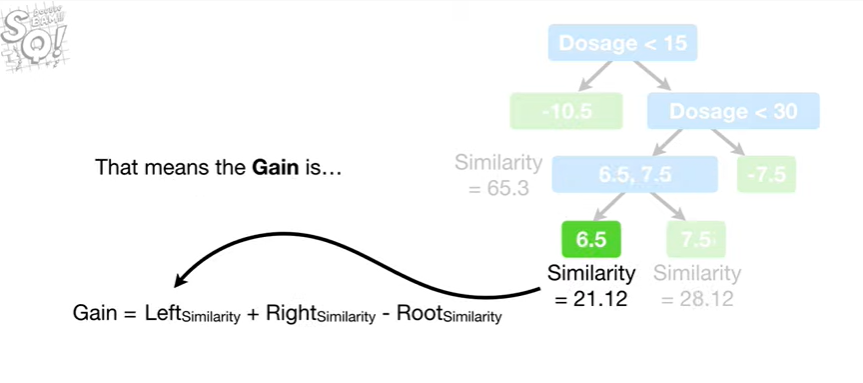 SQ!
Dosage < 15
-10.5
Dosage < 30
That means the Gain is…
Similarity
= 65.3
6.5, 7.5
-7.5
6.5
7.5
Similarity
= 21.12
Similarity
= 28.12
Gain = LeftSimilarity + RightSimilarity - RootSimilarity